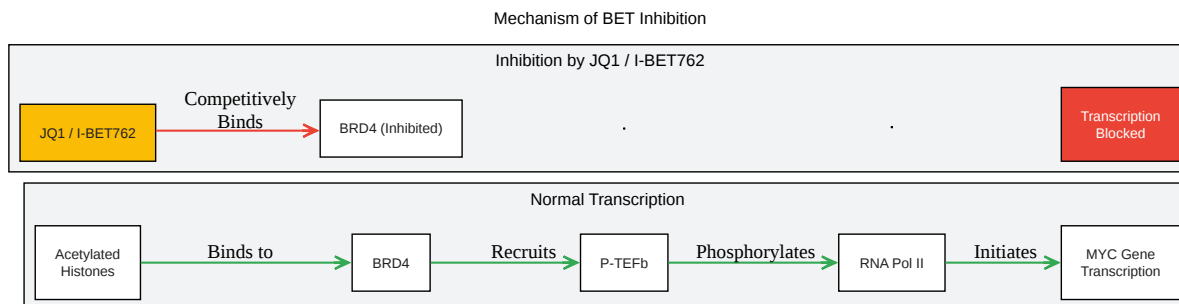 Mechanism of BET Inhibition
Inhibition by JQ1 / I-BET762
JQ1 / I-BET762
Competitively
Binds
BRD4 (Inhibited)
.
.
Transcription
Blocked
Normal Transcription
Acetylated
Histones
Binds to
BRD4
Recruits
P-TEFb
Phosphorylates
RNA Pol II
Initiates
MYC Gene
Transcription